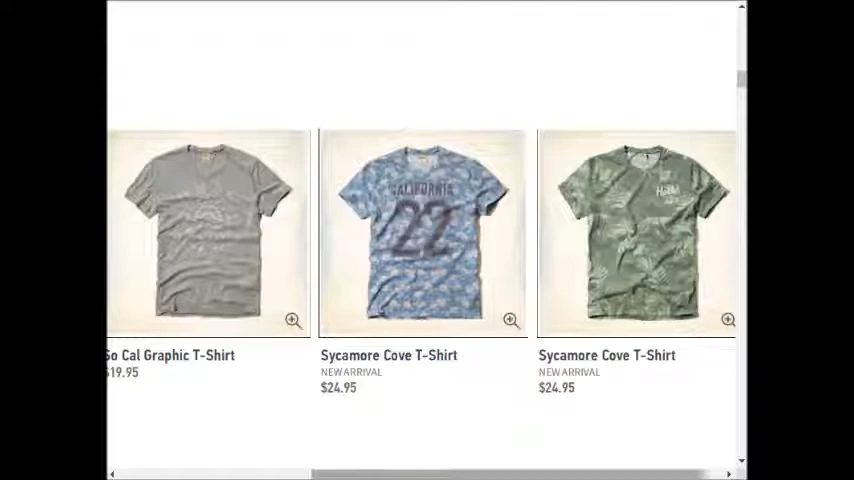 CALIFORNIA
22
So Cal Graphic T-Shirt
$19.95
Sycamore Cove T-Shirt
NEW ARRIVAL
$24.95
Sycamore Cove T-Shirt
NEW ARRIVAL
$24.95